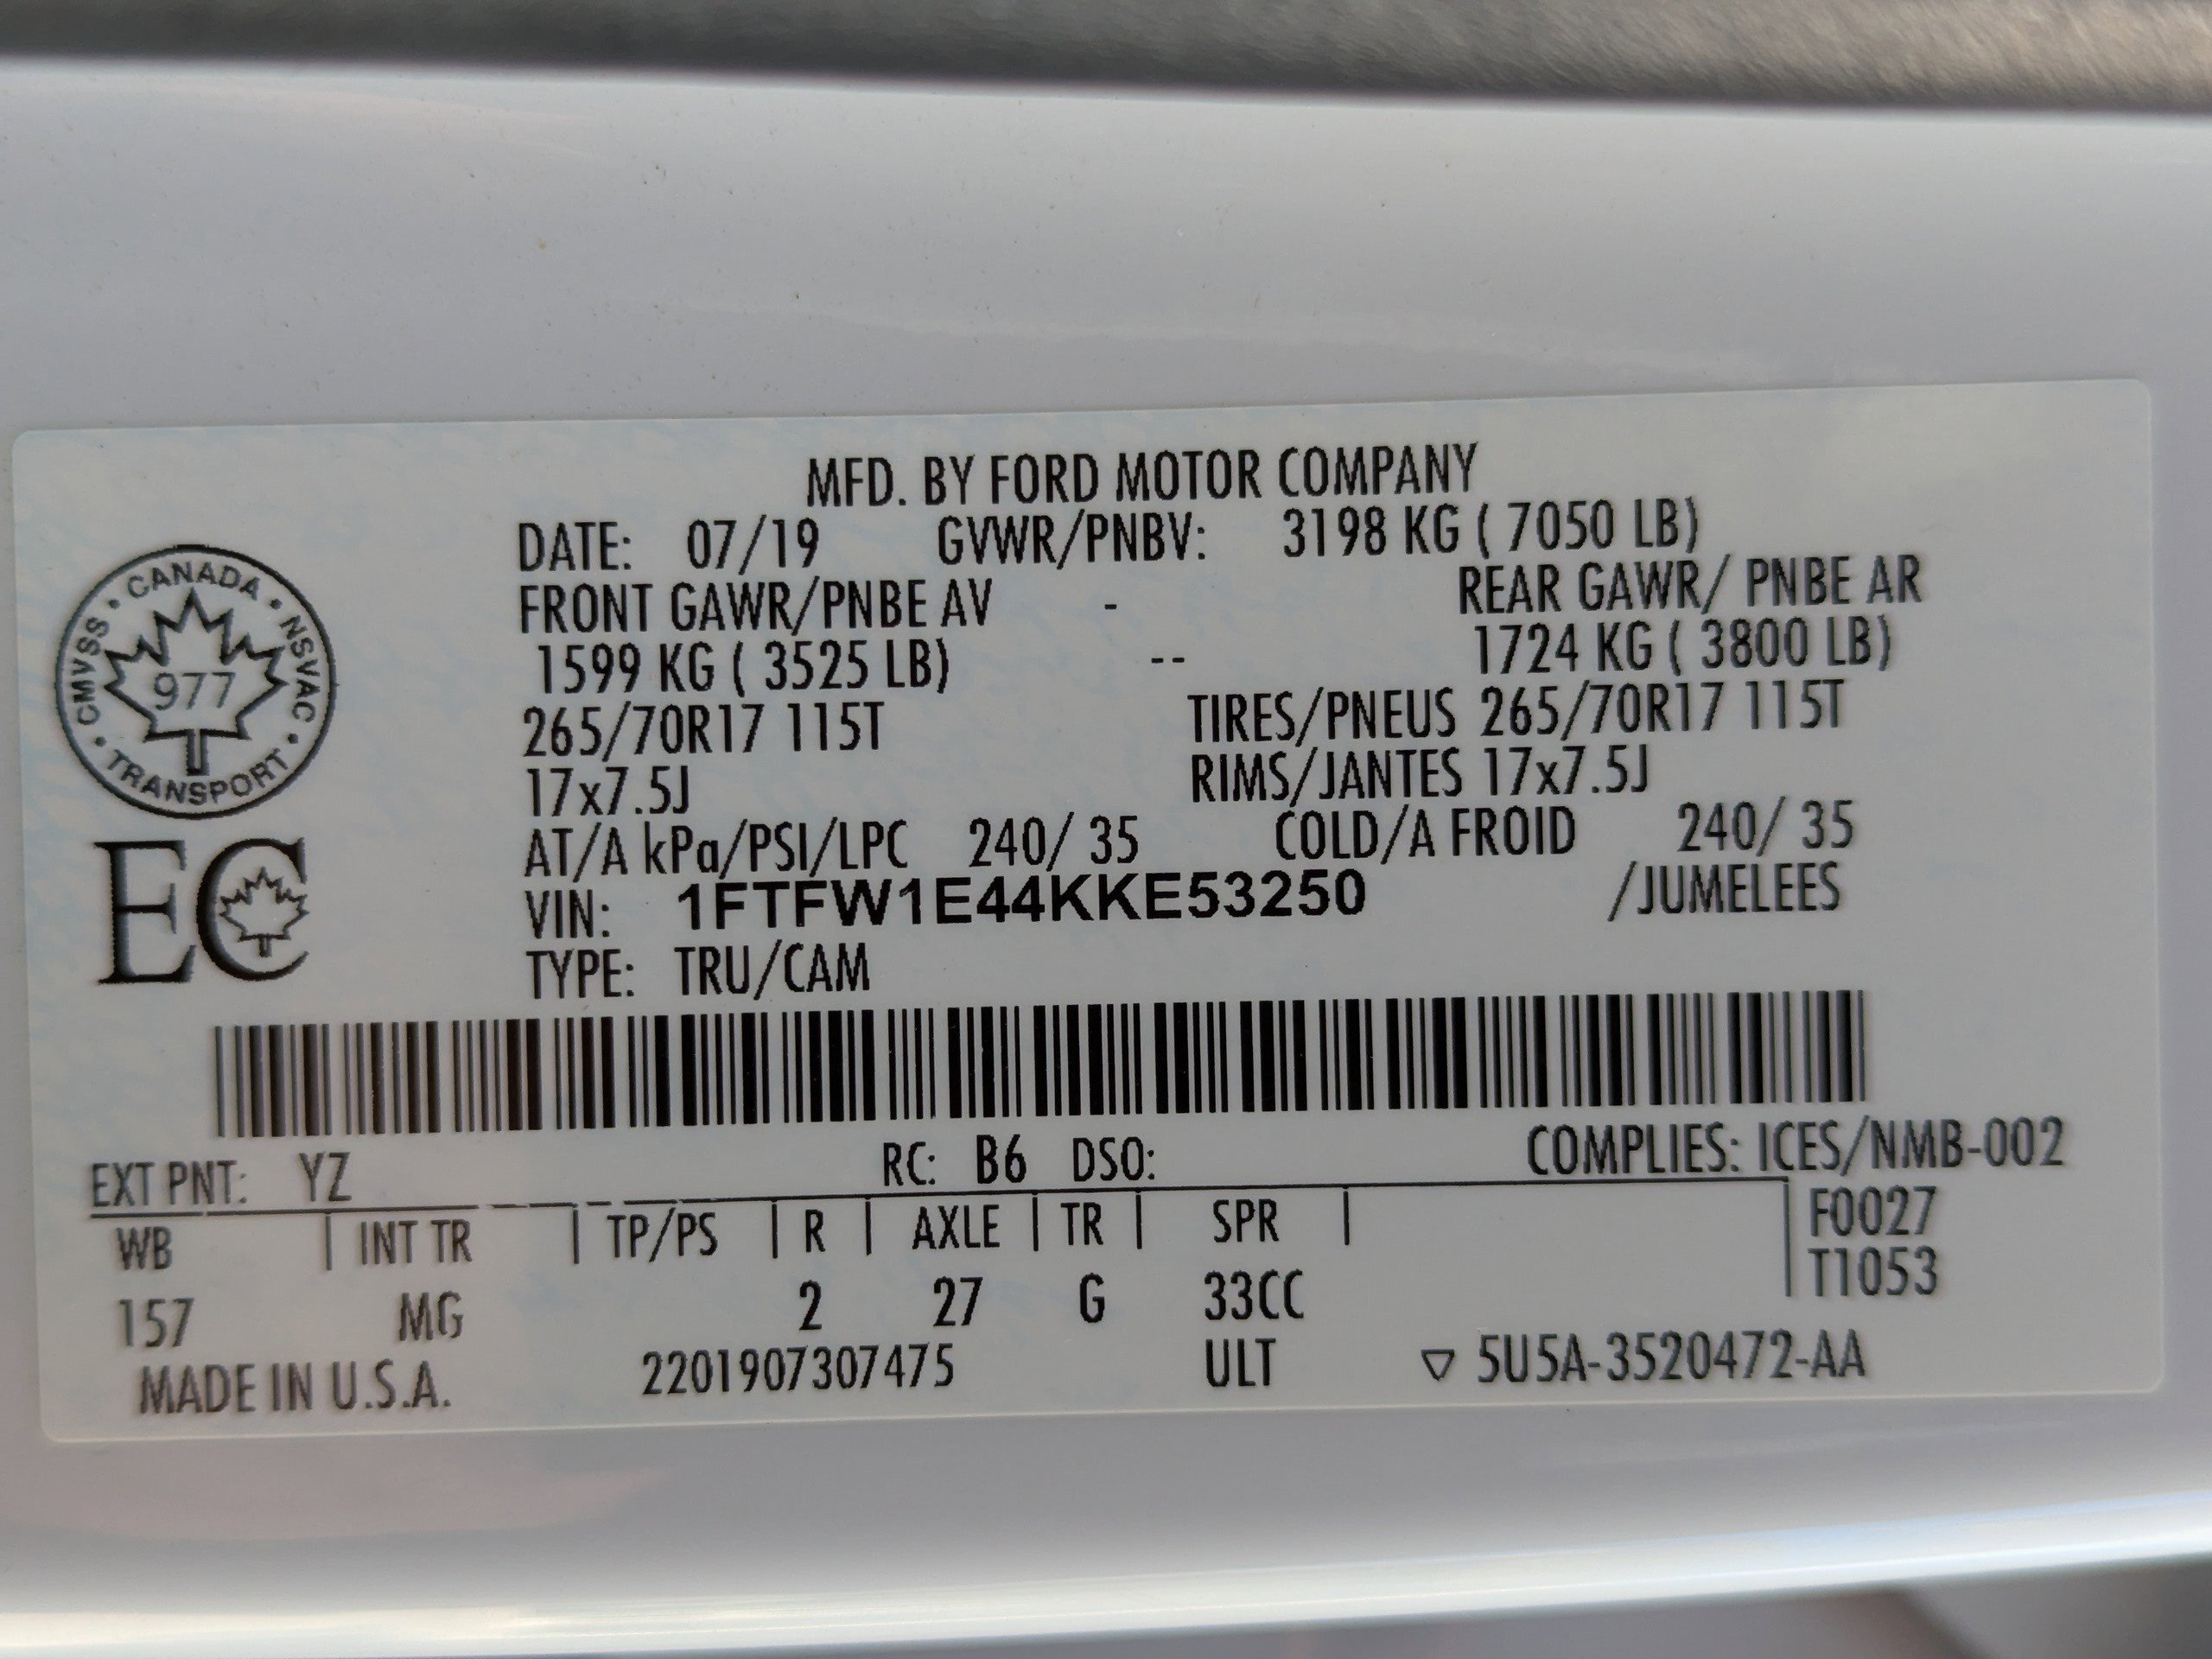 MFD. BY FORD MOTOR COMPANY
DATE: 07/19 GVWR/PNBV: 3198 KG ( 7050 LB)
FRONT GAWR/PNBE AV - REAR GAWR/ PNBE AR
1599 KG ( 3525 LB) -- 1724 KG ( 3800 LB)
265/70R17 115T TIRES/PNEUS 265/70R17 115T
17x7.5J RIMS/JANTES 17x7.5J
AT/A kPa/PSI/LPC 240/ 35 COLD/A FROID 240/ 35
VIN: 1FTFW1E44KKE53250 /JUMELEES
TYPE: TRU/CAM
CANADA • NSVAC • TRANSPORT • CMVSS •
977
EC
EXT PNT: YZ RC: B6 DSO: COMPLIES: ICES/NMB-002
WB | INT TR | TP/PS | R | AXLE | TR | SPR | F0027
T1053
157 MG 2 27 G 33CC
MADE IN U.S.A. 2201907307475 ULT ▽ 5U5A-3520472-AA